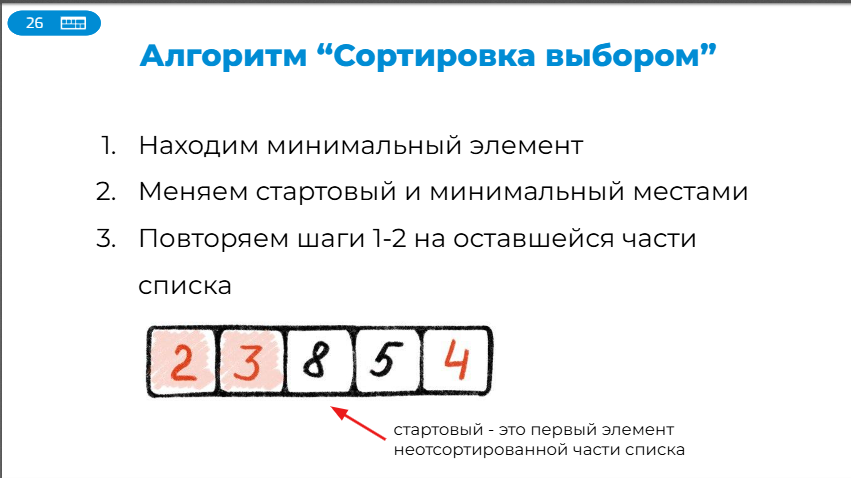 26
Алгоритм “Сортировка выбором”
1. Находим минимальный элемент
2. Меняем стартовый и минимальный местами
3. Повторяем шаги 1-2 на оставшейся части
списка
2 3 8 5 4
стартовый - это первый элемент
неотсортированной части списка